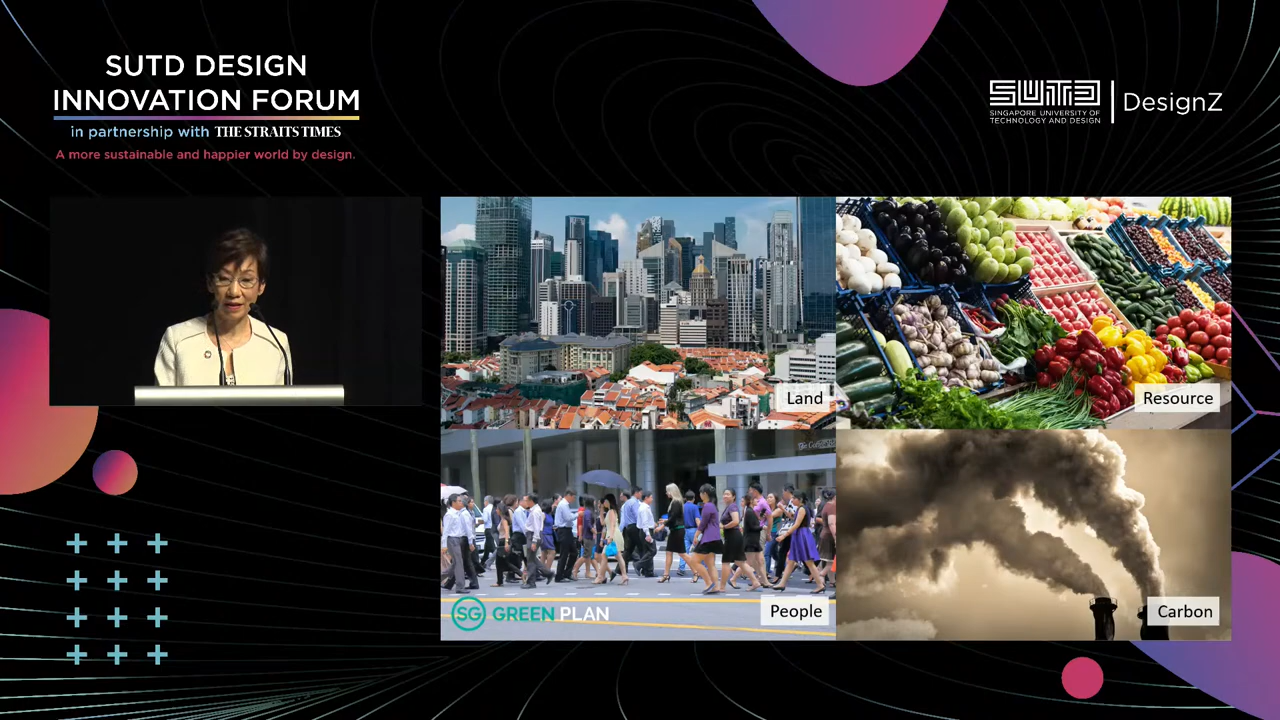 SUTD DESIGN
INNOVATION FORUM
in partnership with THE STRAITS TIMES
A more sustainable and happier world by design.
SUTD | DesignZ
SINGAPORE UNIVERSITY OF
TECHNOLOGY AND DESIGN
Land
Resource
SG GREEN PLAN
People
Carbon